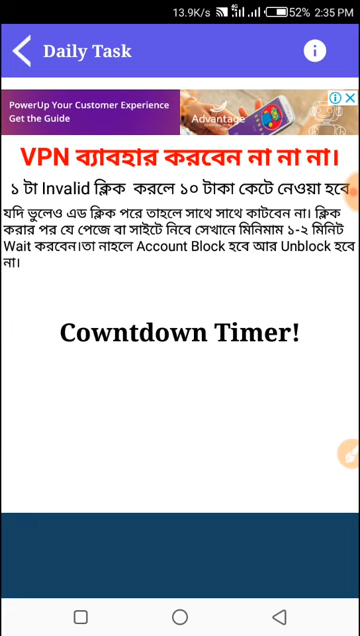 13.9K/s 4G 52% 2:35 PM
Daily Task
PowerUp Your Customer Experience
Get the Guide
Advantage
VPN ব্যাবহার করবেন না না না।
১ টা Invalid ক্লিক করলে ১০ টাকা কেটে নেওয়া হবে
যদি ভুলেও এড ক্লিক পরে তাহলে সাথে সাথে কাটবেন না। ক্লিক
করার পর যে পেজে বা সাইটে নিবে সেখানে মিনিমাম ১-২ মিনিট
Wait করবেন।তা নাহলে Account Block হবে আর Unblock হবে
না।
Cowntdown Timer!